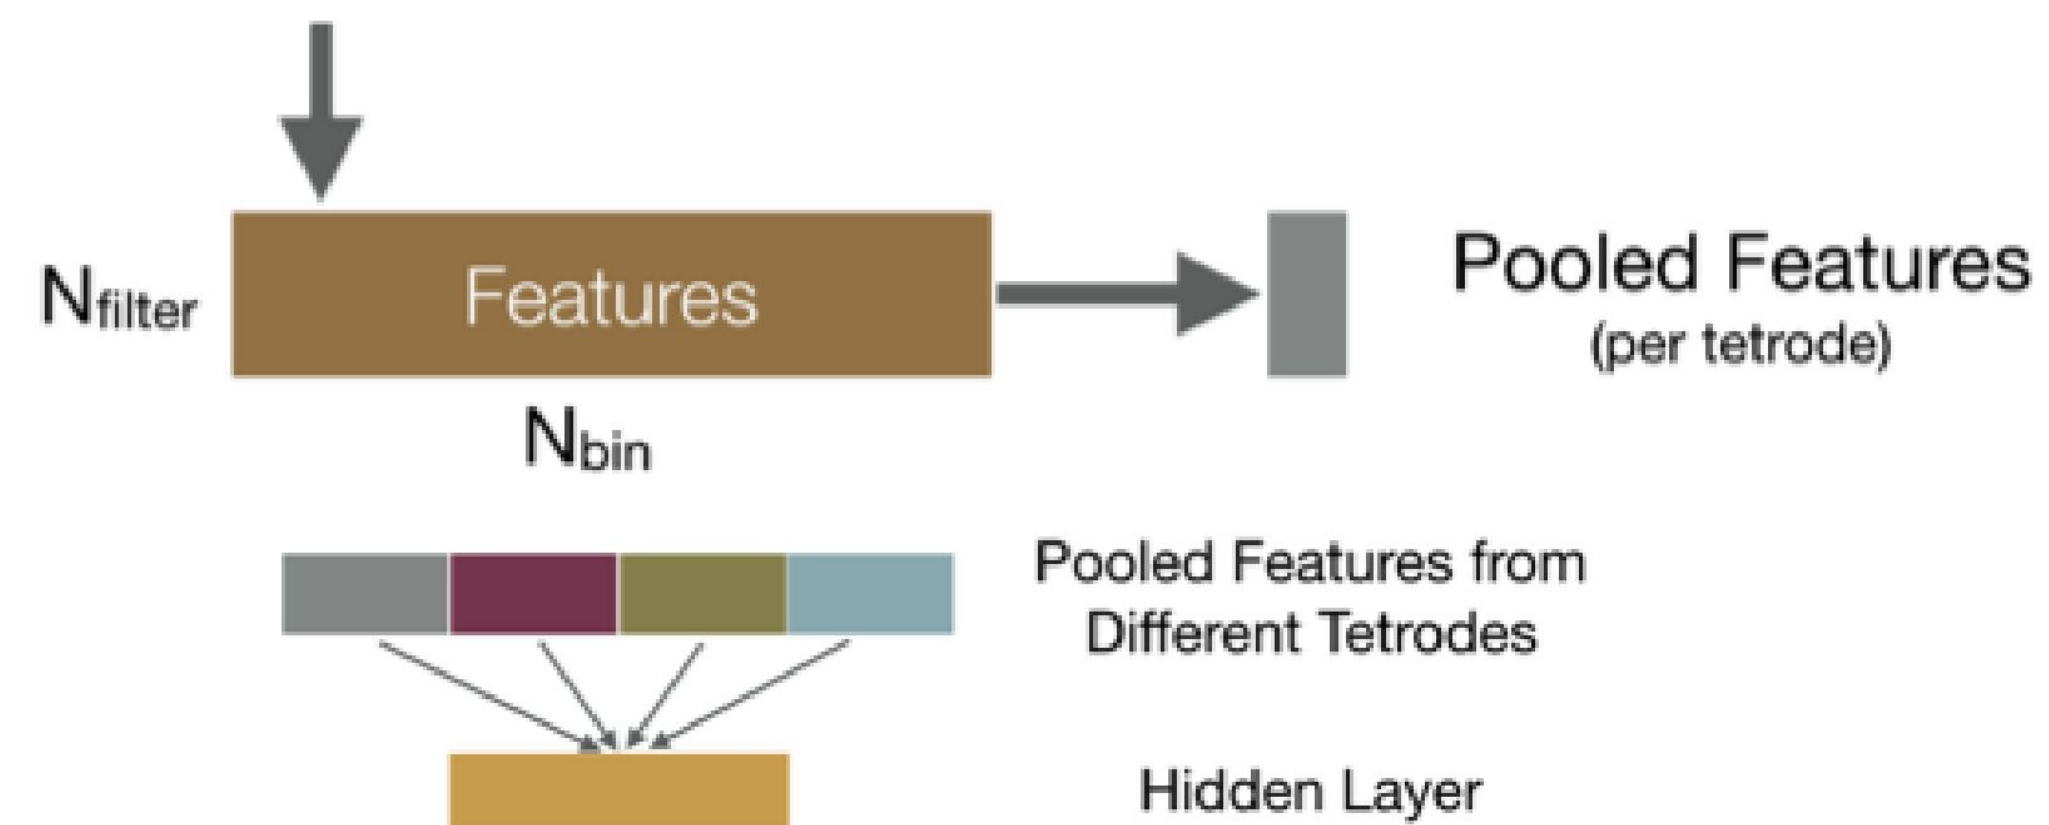 Nfilter
Features
Pooled Features
(per tetrode)
Nbin
Pooled Features from
Different Tetrodes
Hidden Layer